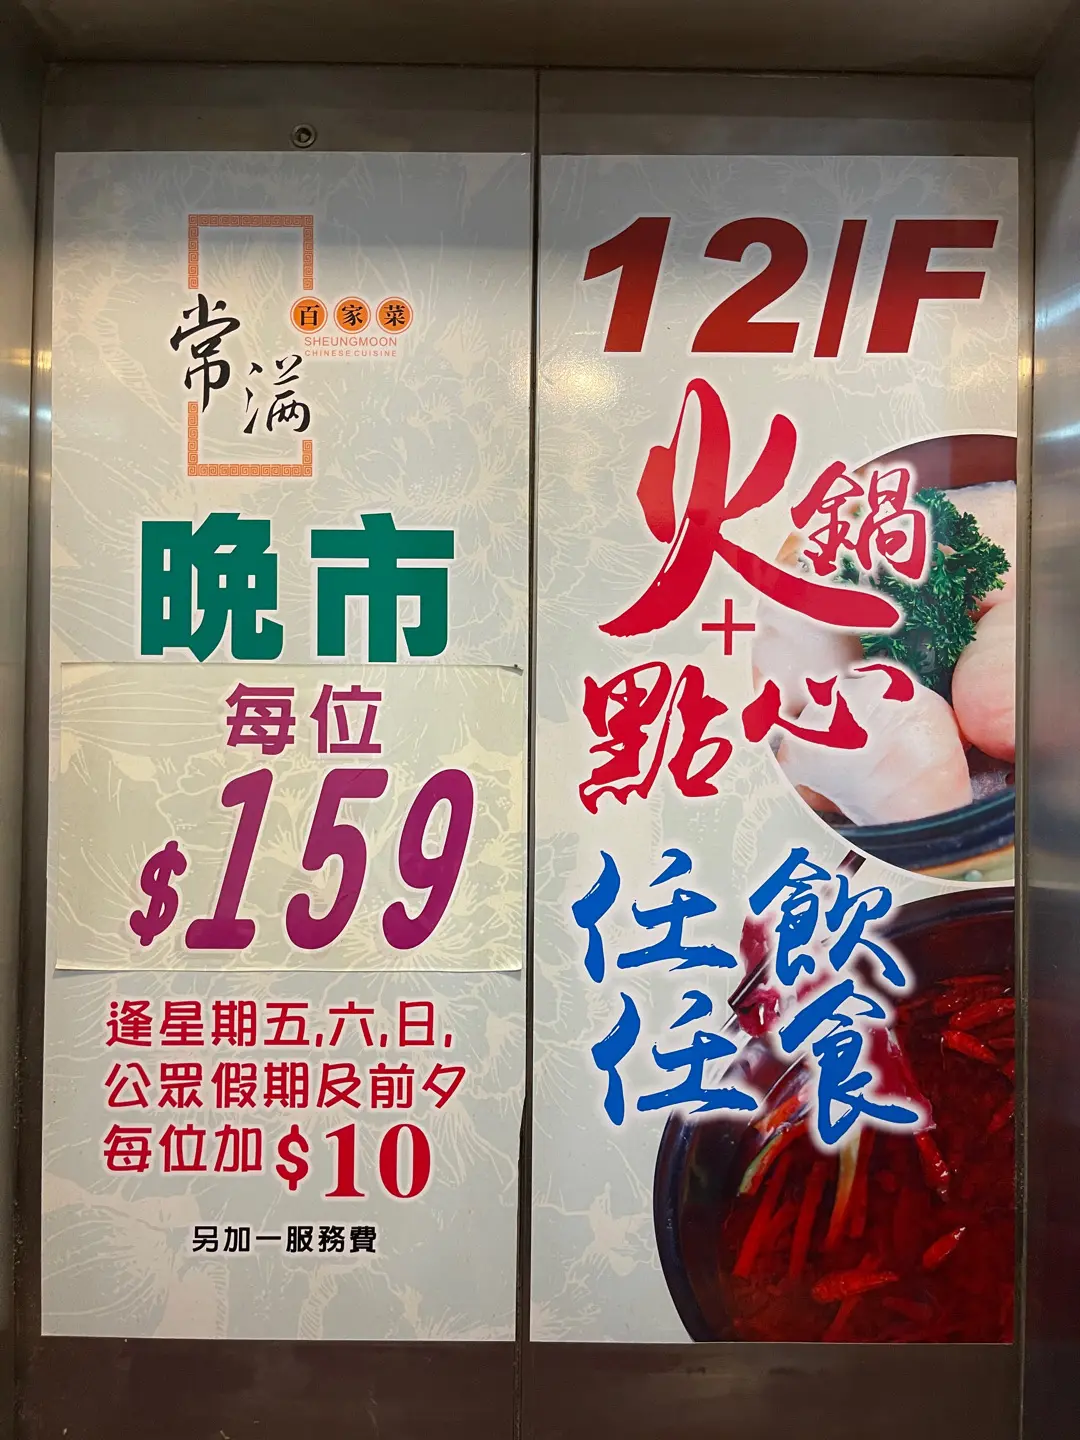 常满
百家菜
SHEUNGMOON
CHINESE CUISINE
晚市
每位
$159
逢星期五,六,日,
公眾假期及前夕
每位加$10
另加一服務費
12/F
火鍋
+
點心
任飲
任食